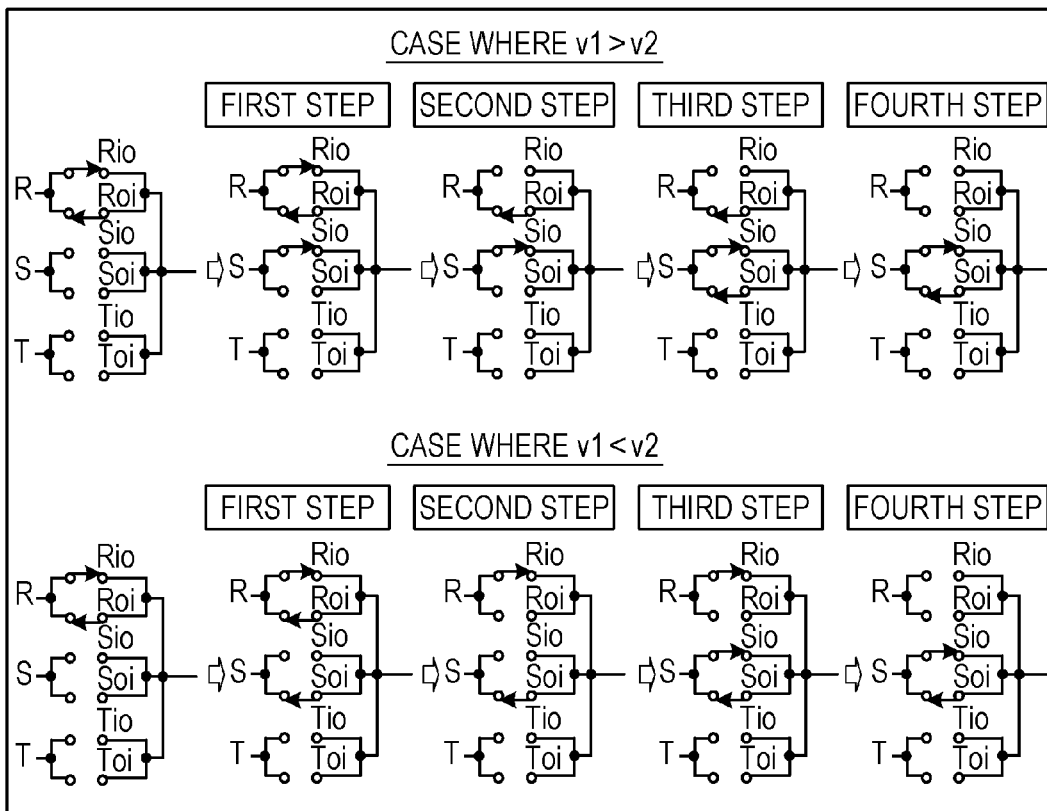 CASE WHERE v1 > v2
FIRST STEP SECOND STEP THIRD STEP FOURTH STEP
Rio Rio Rio Rio Rio
R Roi R Roi R Roi R Roi R Roi
Sio Sio Sio Sio Sio
S Soi S Soi S Soi S Soi S Soi
Tio Tio Tio Tio Tio
T Toi T Toi T Toi T Toi T Toi
CASE WHERE v1 < v2
FIRST STEP SECOND STEP THIRD STEP FOURTH STEP
Rio Rio Rio Rio Rio
R Roi R Roi R Roi R Roi R Roi
Sio Sio Sio Sio Sio
S Soi S Soi S Soi S Soi S Soi
Tio Tio Tio Tio Tio
T Toi T Toi T Toi T Toi T Toi